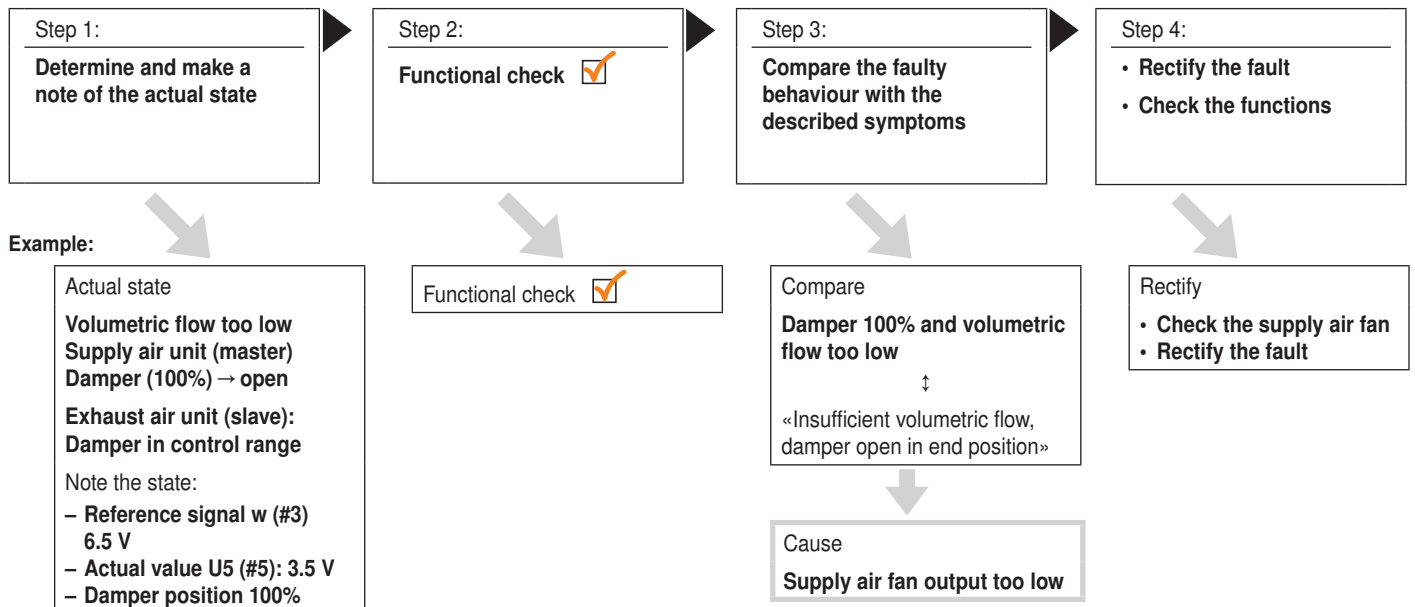 Step 1:
Determine and make a
note of the actual state
Step 2:
Functional check
Step 3:
Compare the faulty
behaviour with the
described symptoms
Step 4:
• Rectify the fault
• Check the functions
Example:
Actual state
Volumetric flow too low
Supply air unit (master)
Damper (100%) → open
Exhaust air unit (slave):
Damper in control range
Note the state:
– Reference signal w (#3)
6.5 V
– Actual value U5 (#5): 3.5 V
– Damper position 100%
Functional check
Compare
Damper 100% and volumetric
flow too low
↕
«Insufficient volumetric flow,
damper open in end position»
Cause
Supply air fan output too low
Rectify
• Check the supply air fan
• Rectify the fault